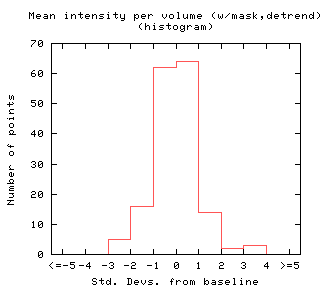 Mean intensity per volume (w/mask,detrend)
(histogram)
70
60
50
40
30
20
10
0
Number of points
<=-5 -4 -3 -2 -1 0 1 2 3 4 >=5
Std. Devs. from baseline